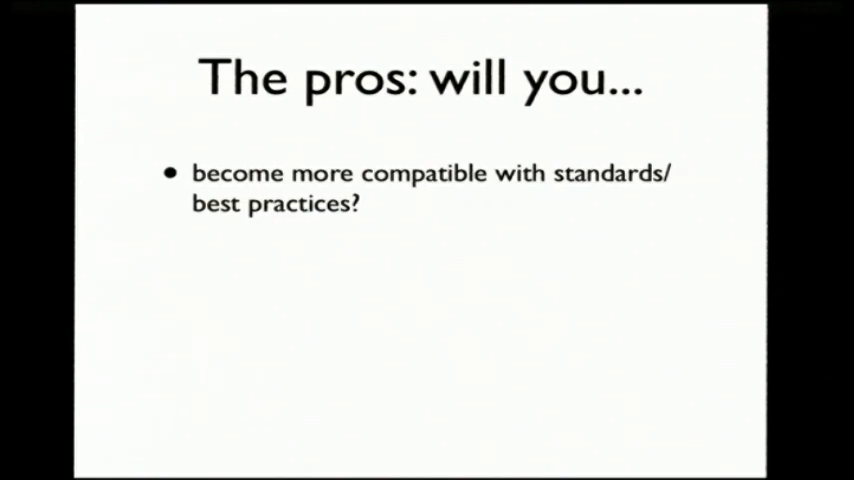 The pros: will you...
• become more compatible with standards/
best practices?